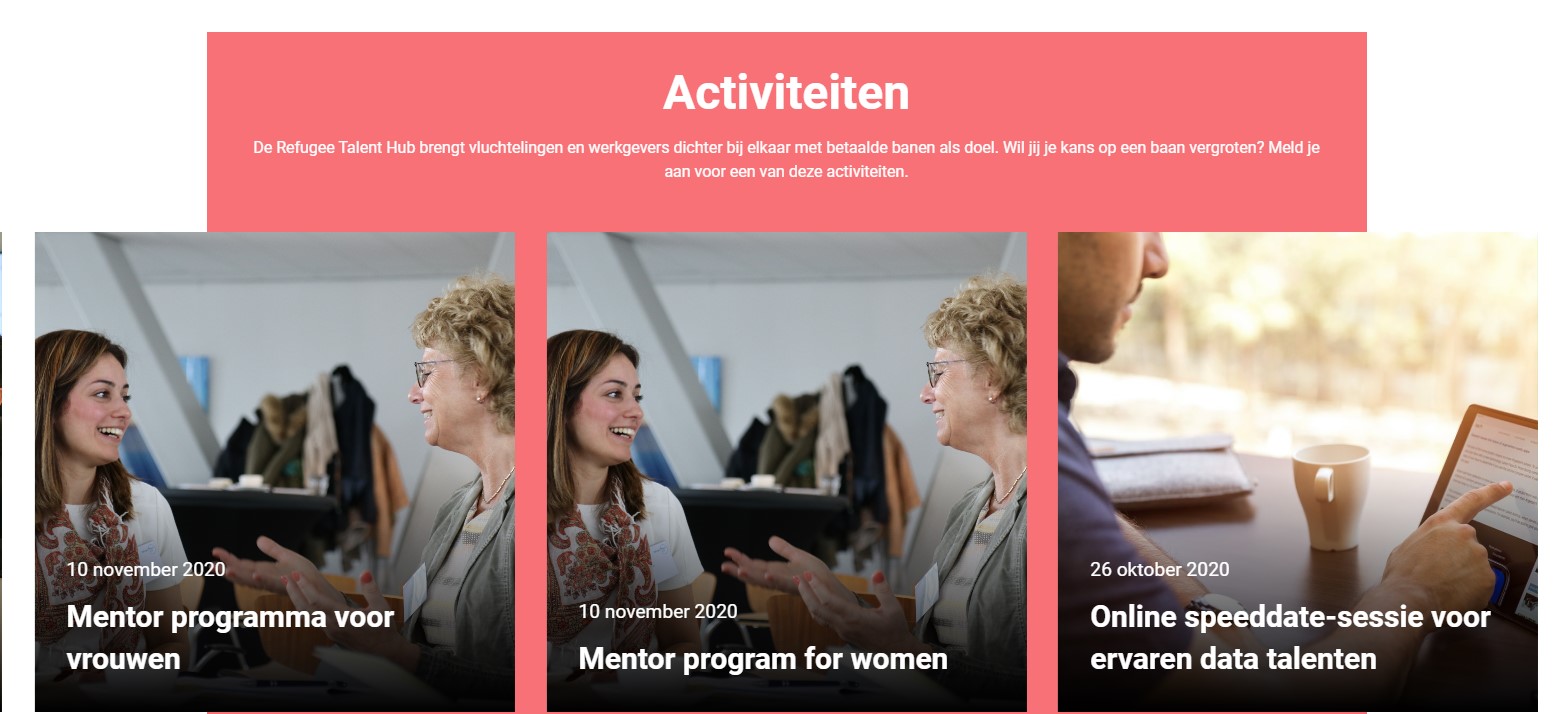 Activiteiten
De Refugee Talent Hub brengt vluchtelingen en werkgevers dichter bij elkaar met betaalde banen als doel. Wil jij je kans op een baan vergroten? Meld je
aan voor een van deze activiteiten.
10 november 2020
Mentor programma voor
vrouwen
10 november 2020
Mentor program for women
26 oktober 2020
Online speeddate-sessie voor
ervaren data talenten